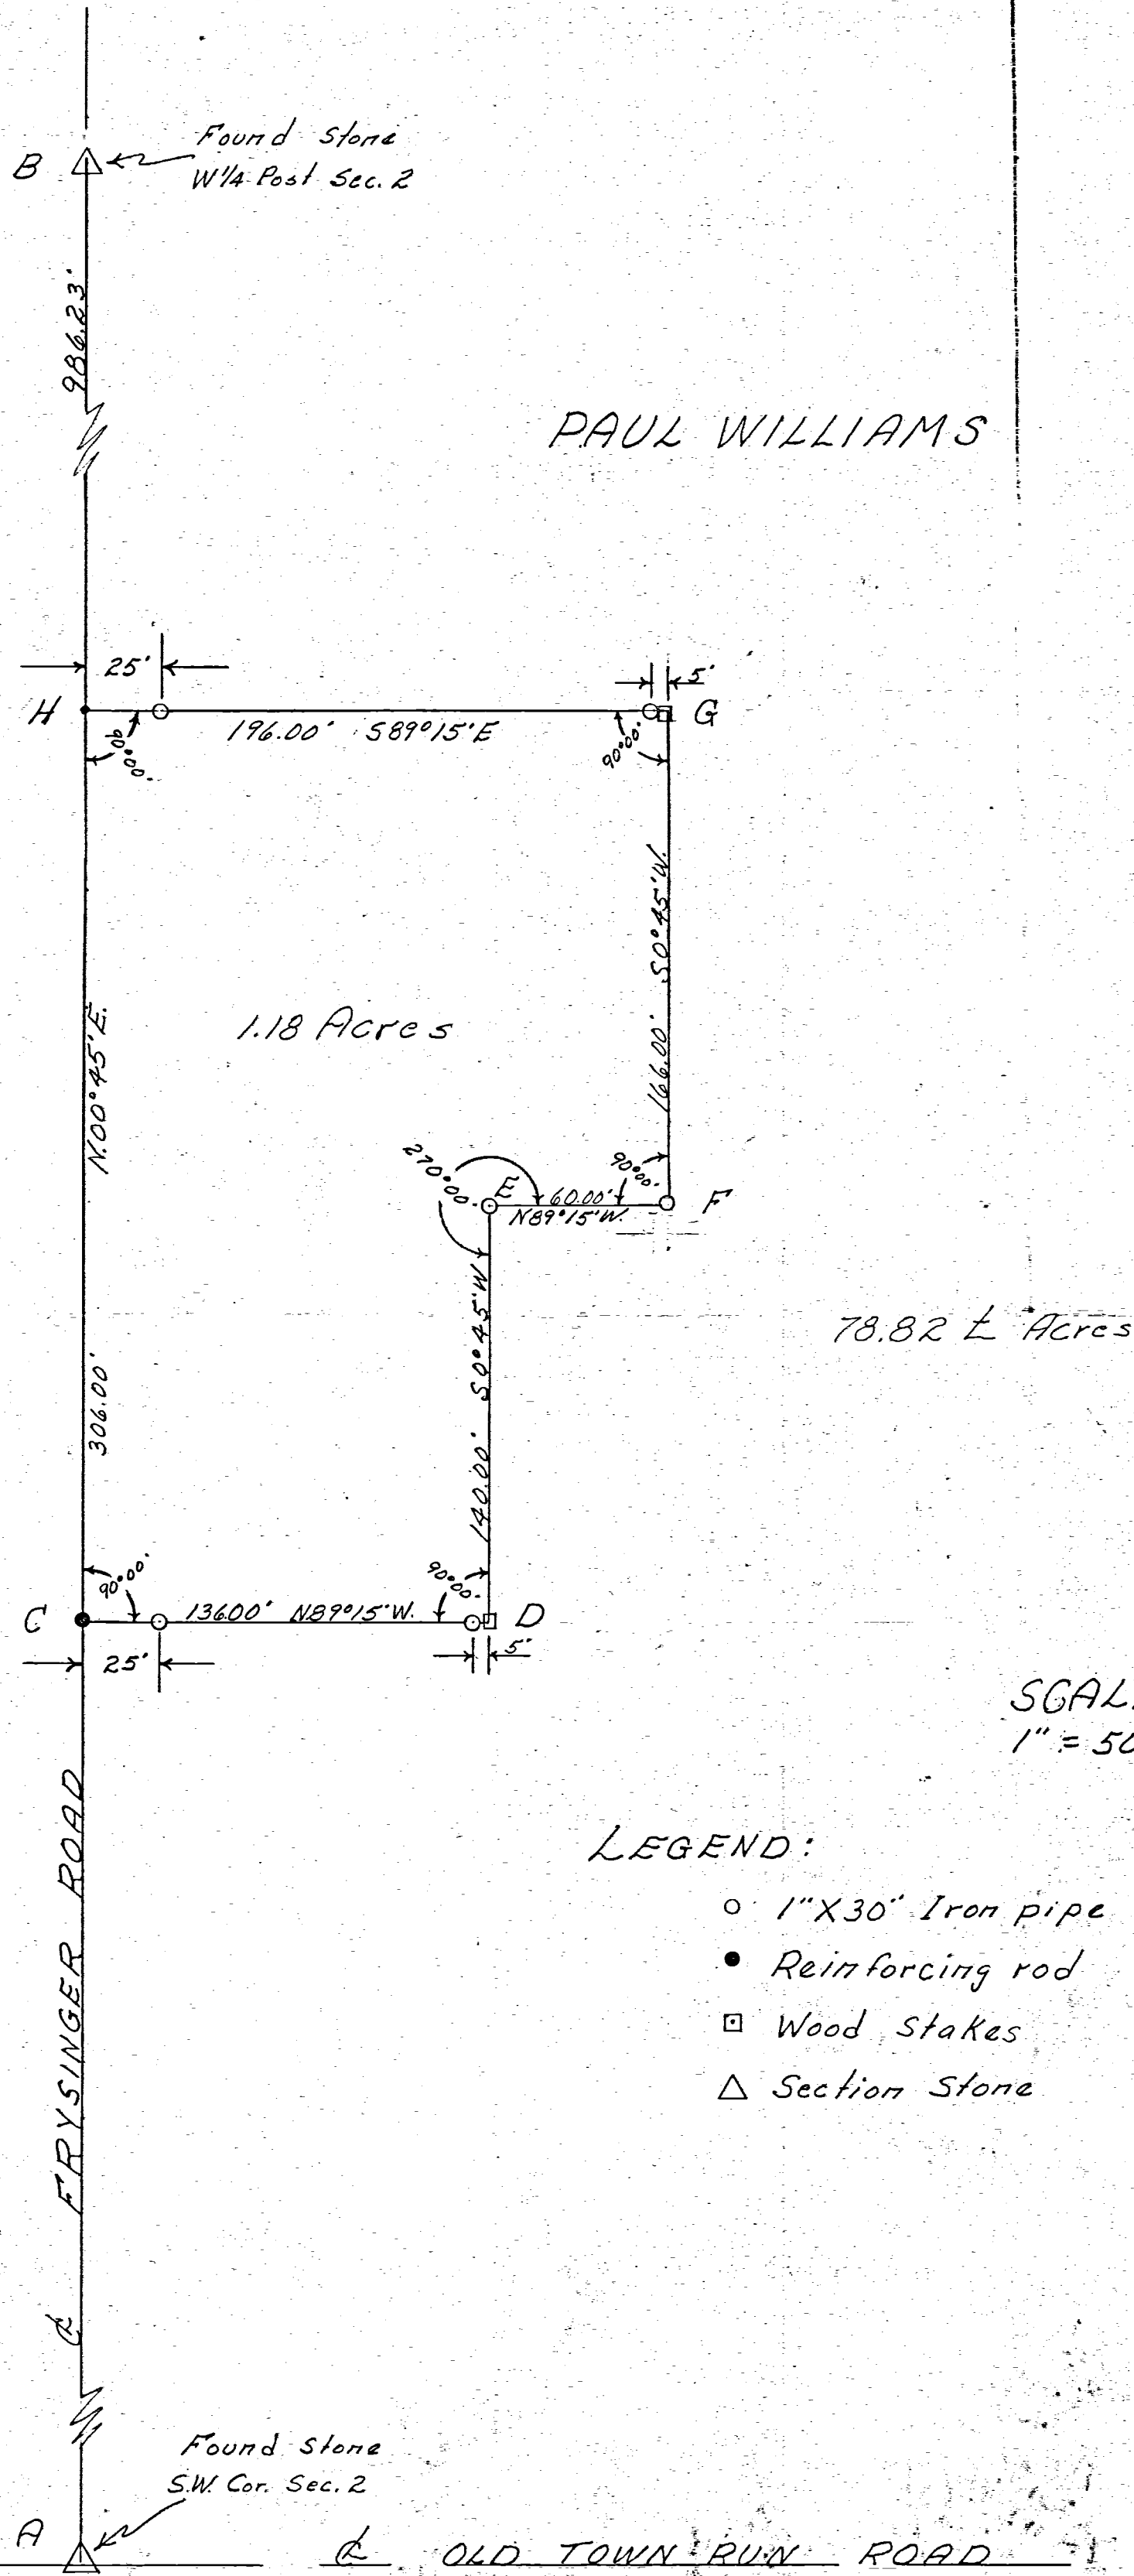 Found Stone
B
W 1/4 Post Sec. 2
986.23'
PAUL WILLIAMS
25'
5'
H
G
196.00' S89°15'E
90°00'
90°00'
S0°45'W.
166.00'
1.18 Acres
N.00°45'E.
270°00'
90°00'
E
60.00'
F
N89°15'W.
S0°45'W
78.82 ± Acres
306.00'
140.00'
90°00'
90°00'
C
136.00' N89°15'W.
D
25'
5'
SCAL
1" = 50
FRYSINGER ROAD
LEGEND:
1"X30" Iron pipe
Reinforcing rod
Wood Stakes
Section Stone
℄
Found Stone
S.W. Cor. Sec. 2
A
℄ OLD TOWN RUN ROAD